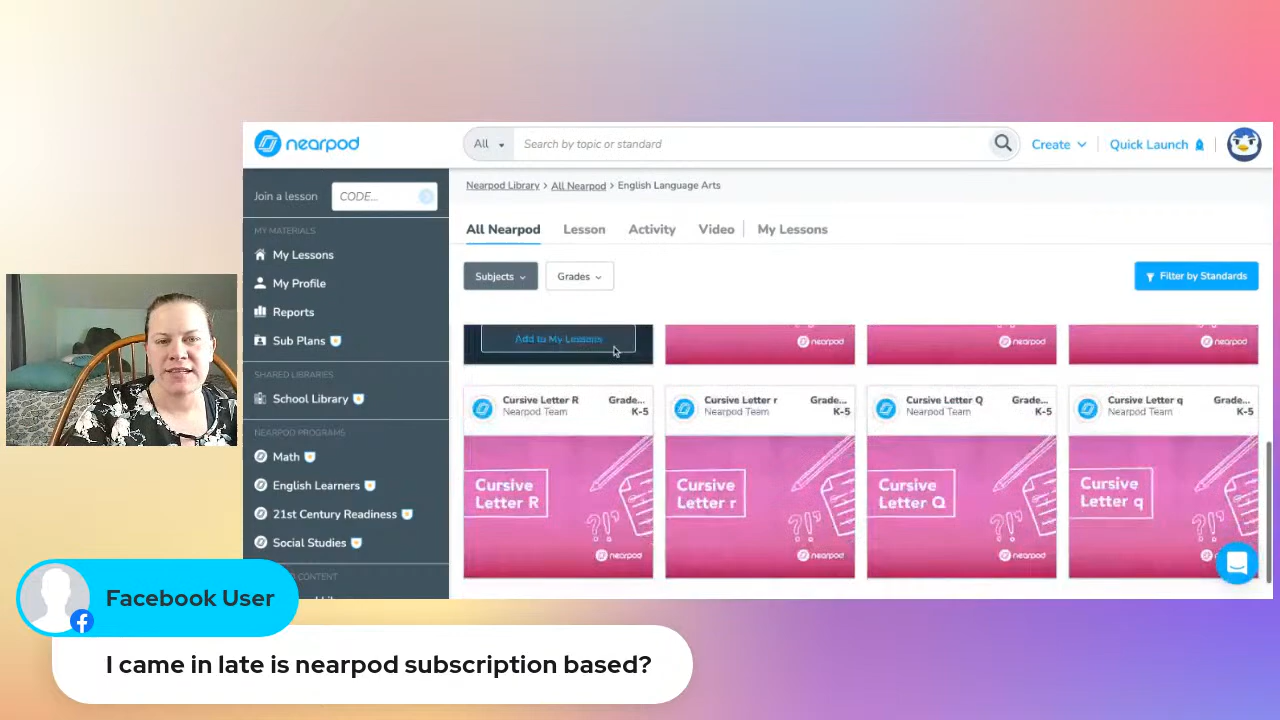 nearpod
All
Search by topic or standard
Create
Quick Launch
Join a lesson
CODE...
MY MATERIALS
My Lessons
My Profile
Reports
Sub Plans
SHARED LIBRARIES
School Library
NEARPOD PROGRAMS
Math
English Learners
21st Century Readiness
Social Studies
CONTENT
Nearpod Library > All Nearpod > English Language Arts
All Nearpod Lesson Activity Video My Lessons
Subjects Grades
Filter by Standards
Add to My Lessons
nearpod nearpod nearpod
Cursive Letter R Grade...
Nearpod Team K-5
Cursive
Letter R
nearpod
Cursive Letter r Grade...
Nearpod Team K-5
Cursive
Letter r
nearpod
Cursive Letter Q Grade...
Nearpod Team K-5
Cursive
Letter Q
nearpod
Cursive Letter q Grade...
Nearpod Team K-5
Cursive
Letter q
Facebook User
I came in late is nearpod subscription based?